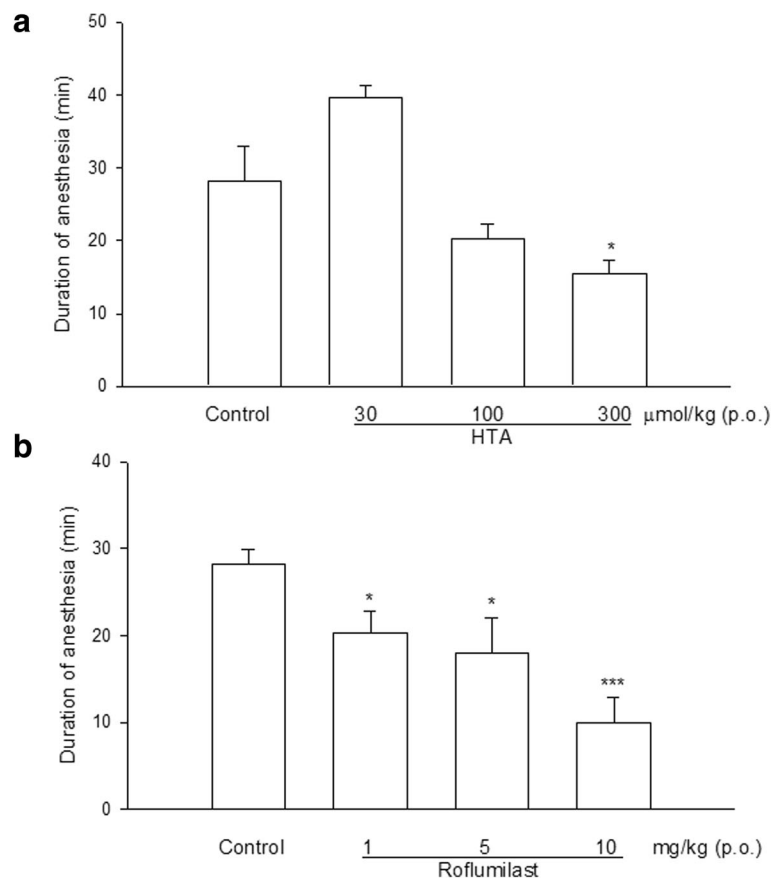 a
Duration of anesthesia (min)
50
40
30
20
10
0
*
Control 30 100 300 μmol/kg (p.o.)
HTA
b
Duration of anesthesia (min)
40
30
20
10
0
* * ***
Control 1 5 10 mg/kg (p.o.)
Roflumilast